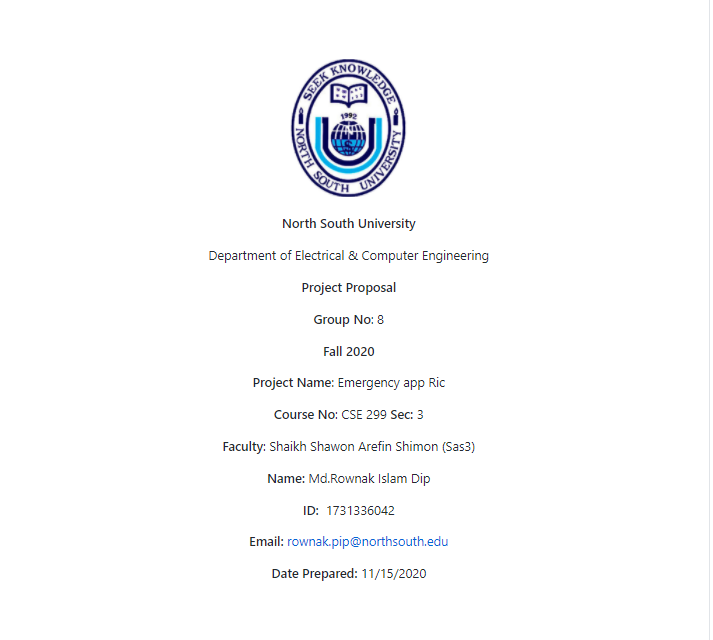 SEEK KNOWLEDGE
1992
NORTH SOUTH UNIVERSITY
North South University
Department of Electrical & Computer Engineering
Project Proposal
Group No: 8
Fall 2020
Project Name: Emergency app Ric
Course No: CSE 299 Sec: 3
Faculty: Shaikh Shawon Arefin Shimon (Sas3)
Name: Md.Rownak Islam Dip
ID:  1731336042
Email: rownak.pip@northsouth.edu
Date Prepared: 11/15/2020